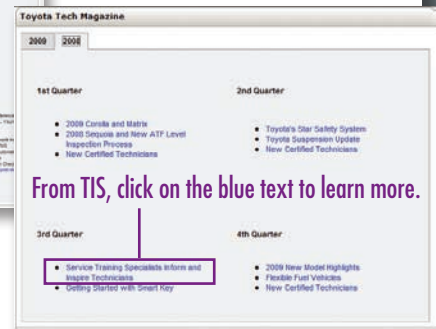 Toyota Tech Magazine
2009 2008
1st Quarter
2009 Corolla and Matrix
2008 Sequoia and New ATF Level
Inspection Process
New Certified Technicians
2nd Quarter
Toyota's Star Safety System
Toyota Suspension Update
New Certified Technicians
From TIS, click on the blue text to learn more.
3rd Quarter
Service Training Specialists Inform and
Inspire Technicians
Getting Started with Smart Key
4th Quarter
2009 New Model Highlights
Flexible Fuel Vehicles
New Certified Technicians